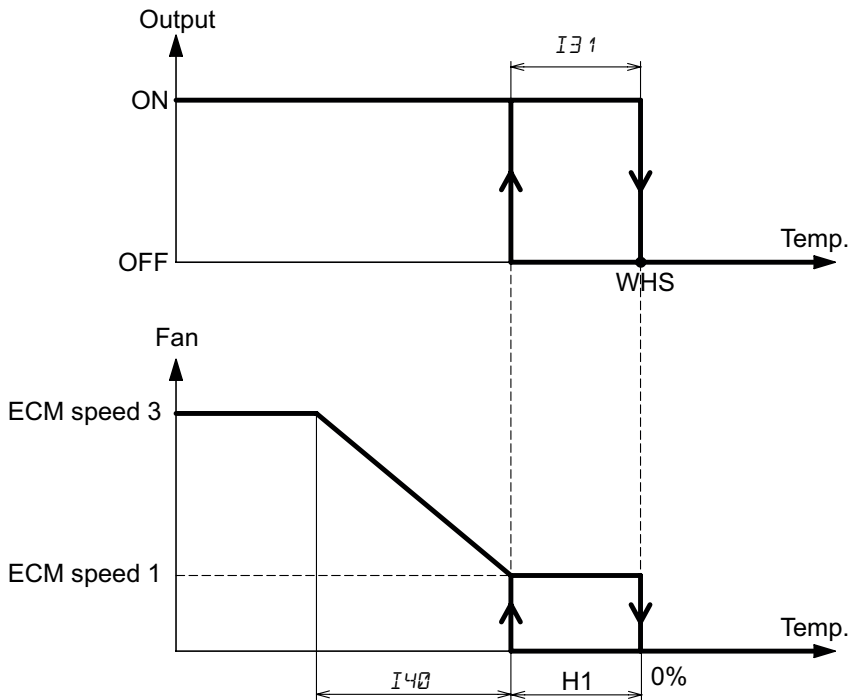 Output
I31
ON
OFF
Temp.
WHS
Fan
ECM speed 3
ECM speed 1
Temp.
I40
H1
0%